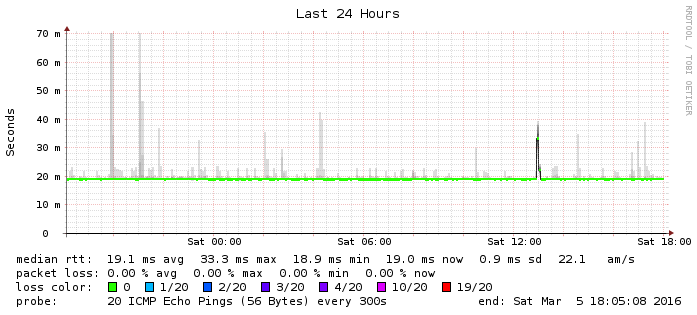 Last 24 Hours
RRDTOOL / TOBI OETIKER
Seconds
70 m
60 m
50 m
40 m
30 m
20 m
10 m
0
Sat 00:00 Sat 06:00 Sat 12:00 Sat 18:00
median rtt: 19.1 ms avg 33.3 ms max 18.9 ms min 19.0 ms now 0.9 ms sd 22.1 am/s
packet loss: 0.00 % avg 0.00 % max 0.00 % min 0.00 % now
loss color: 0 1/20 2/20 3/20 4/20 10/20 19/20
probe: 20 ICMP Echo Pings (56 Bytes) every 300s end: Sat Mar 5 18:05:08 2016